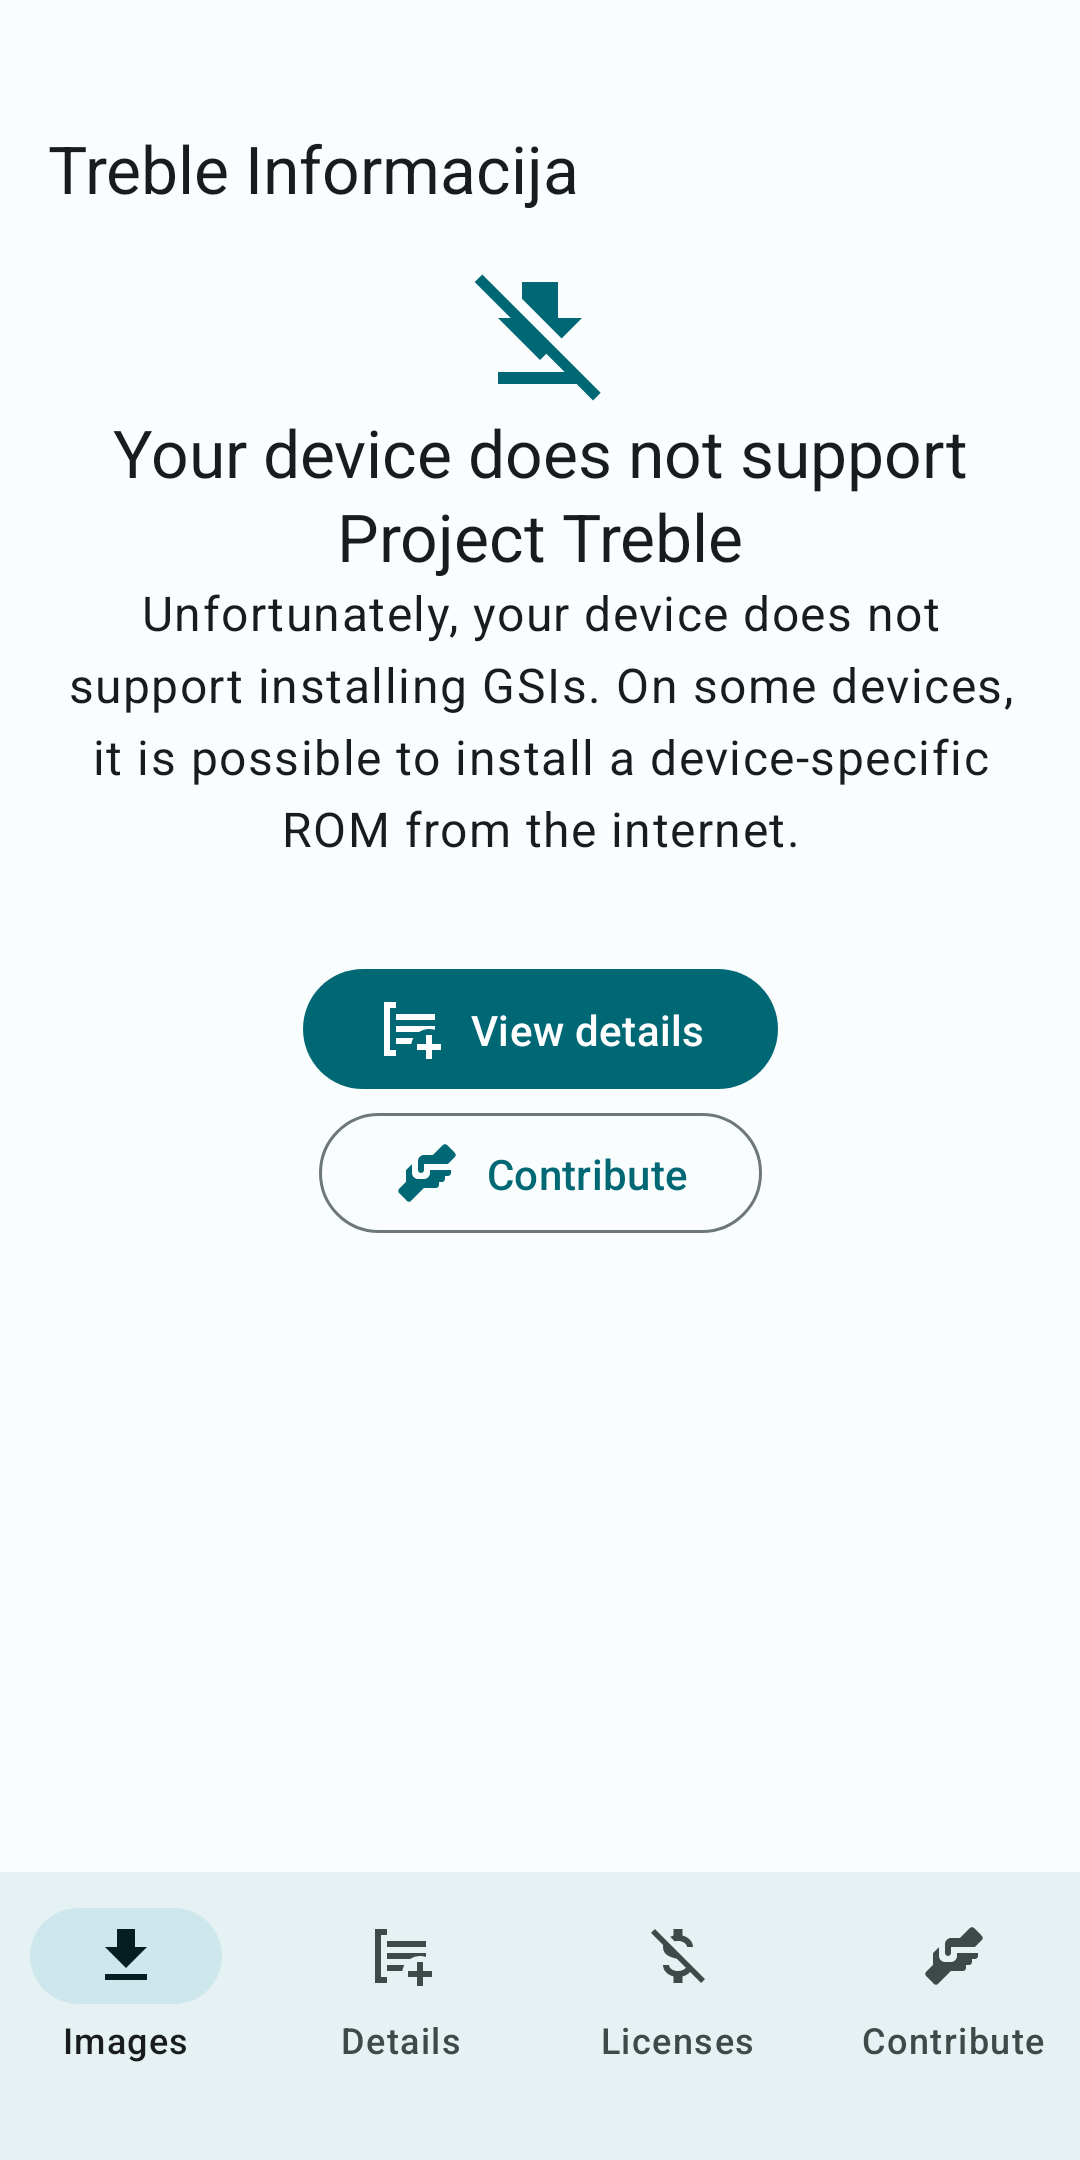 Treble Informacija
Your device does not support
Project Treble
Unfortunately, your device does not
support installing GSIs. On some devices,
it is possible to install a device-specific
ROM from the internet.
View details
Contribute
Images
Details
Licenses
Contribute